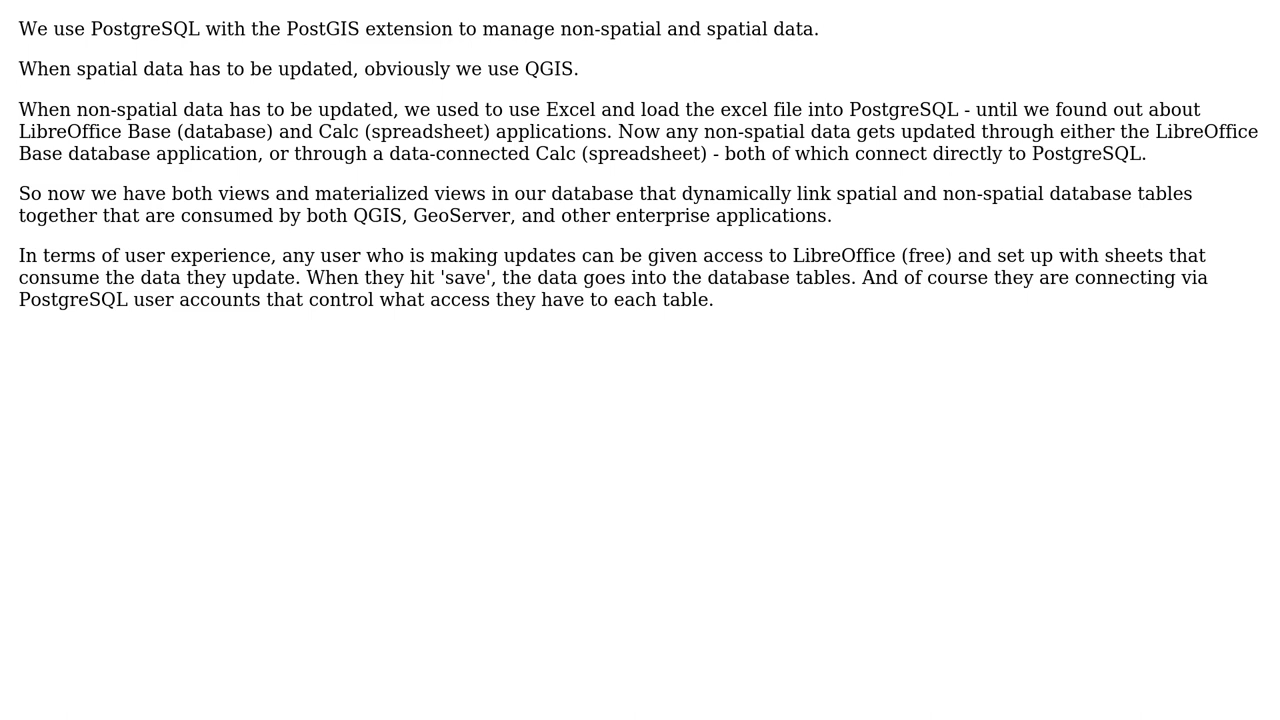 We use PostgreSQL with the PostGIS extension to manage non-spatial and spatial data.
When spatial data has to be updated, obviously we use QGIS.
When non-spatial data has to be updated, we used to use Excel and load the excel file into PostgreSQL - until we found out about
LibreOffice Base (database) and Calc (spreadsheet) applications. Now any non-spatial data gets updated through either the LibreOffice
Base database application, or through a data-connected Calc (spreadsheet) - both of which connect directly to PostgreSQL.
So now we have both views and materialized views in our database that dynamically link spatial and non-spatial database tables
together that are consumed by both QGIS, GeoServer, and other enterprise applications.
In terms of user experience, any user who is making updates can be given access to LibreOffice (free) and set up with sheets that
consume the data they update. When they hit 'save', the data goes into the database tables. And of course they are connecting via
PostgreSQL user accounts that control what access they have to each table.